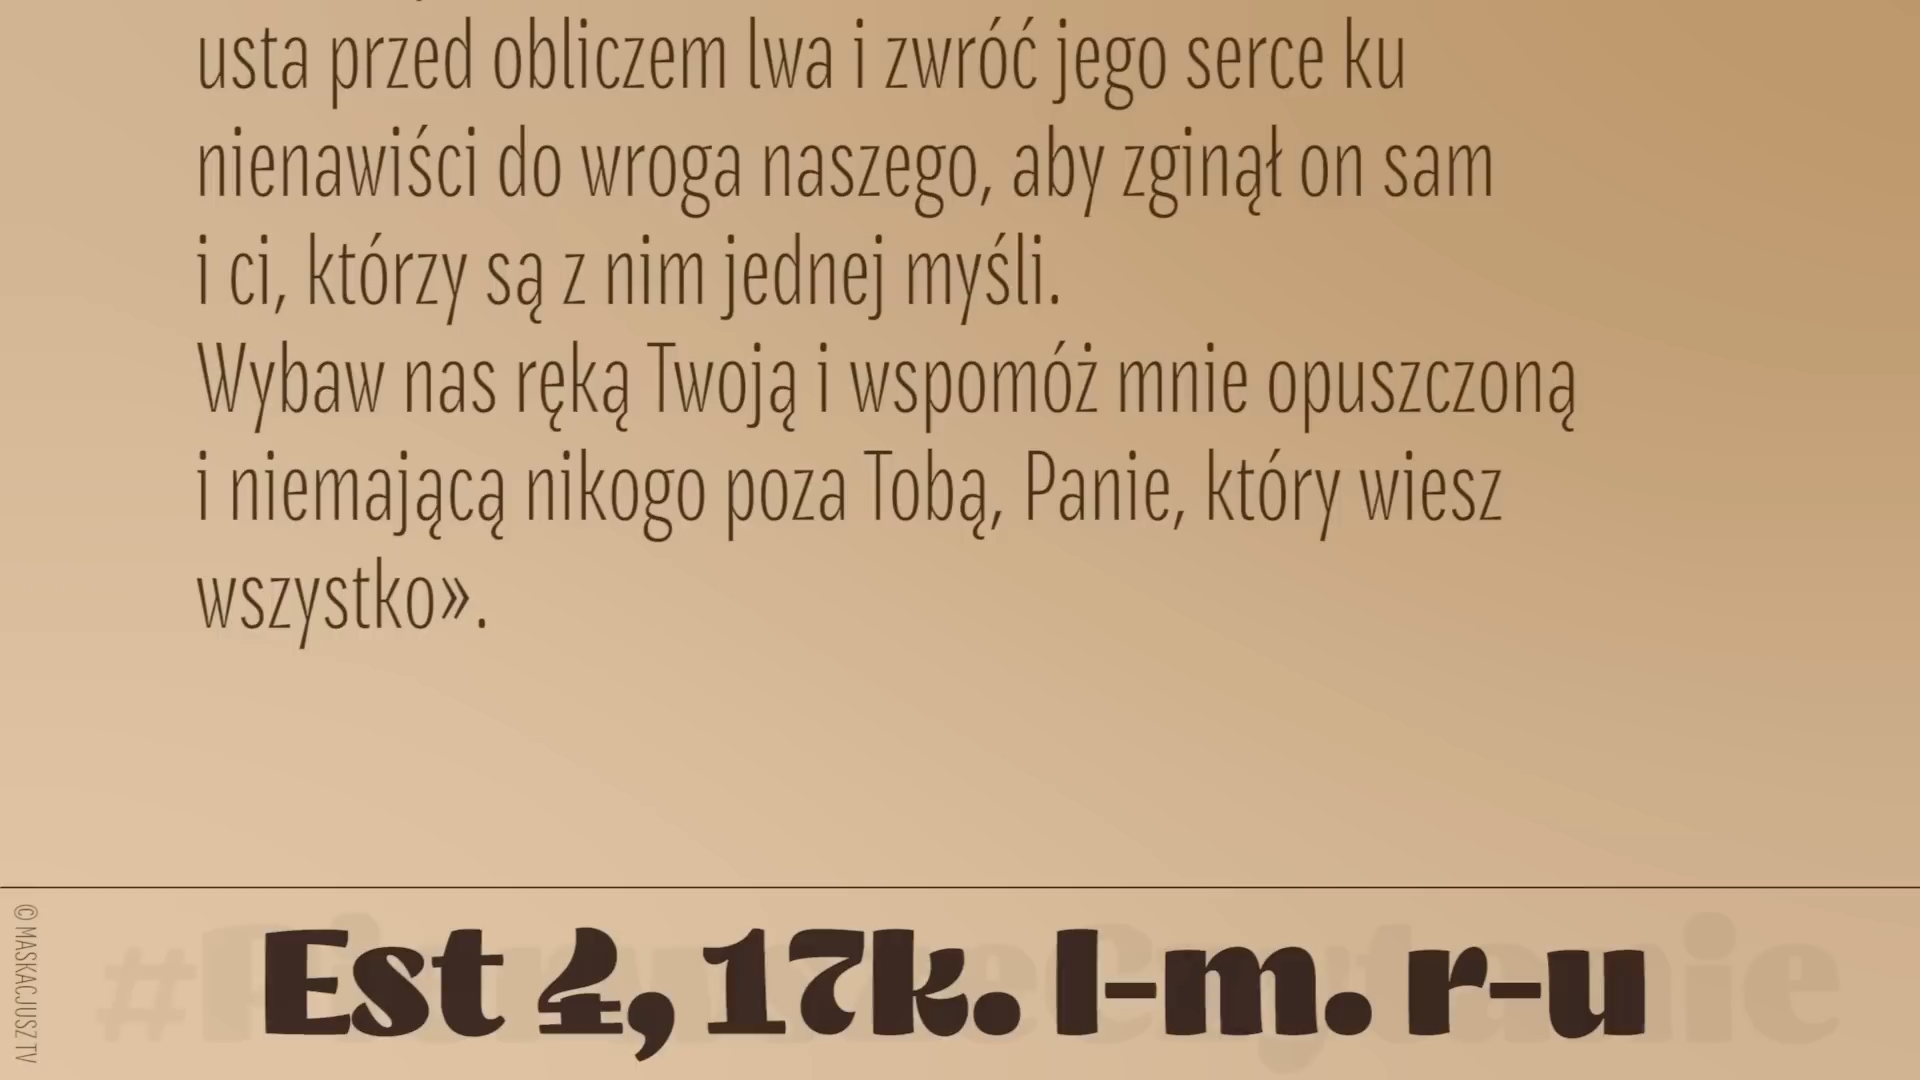 usta przed obliczem lwa i zwróć jego serce ku
nienawiści do wroga naszego, aby zginął on sam
i ci, którzy są z nim jednej myśli.
Wybaw nas ręką Twoją i wspomóż mnie opuszczoną
i niemającą nikogo poza Tobą, Panie, który wiesz
wszystko».
Est 4, 17k. l-m. r-u
© MASKACJUSZ TV